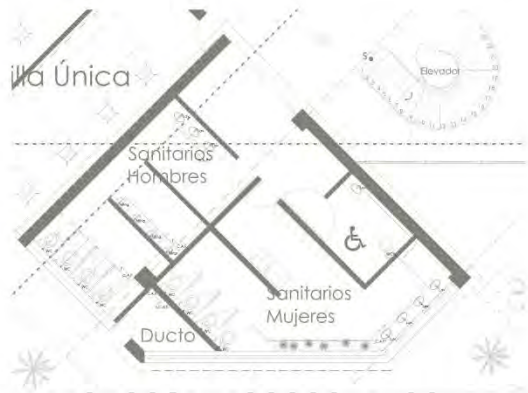 illa Única
Elevador
S
Sanitarios
Hombres
Sanitarios
Mujeres
Ducto